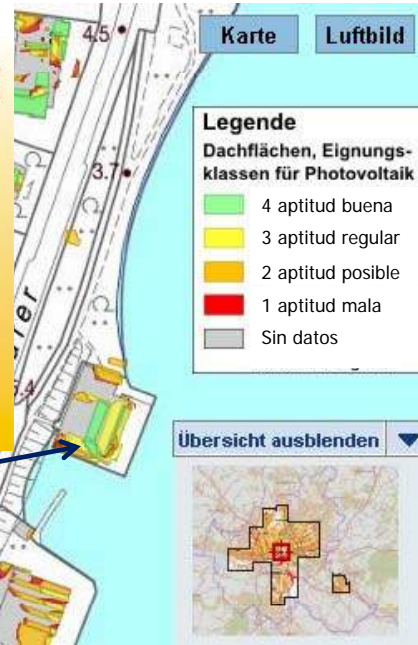 4.5
Karte
Luftbild
Legende
Dachflächen, Eignungs-
klassen für Photovoltaik
4 aptitud buena
3 aptitud regular
2 aptitud posible
1 aptitud mala
Sin datos
3.7
5.4
Übersicht ausblenden